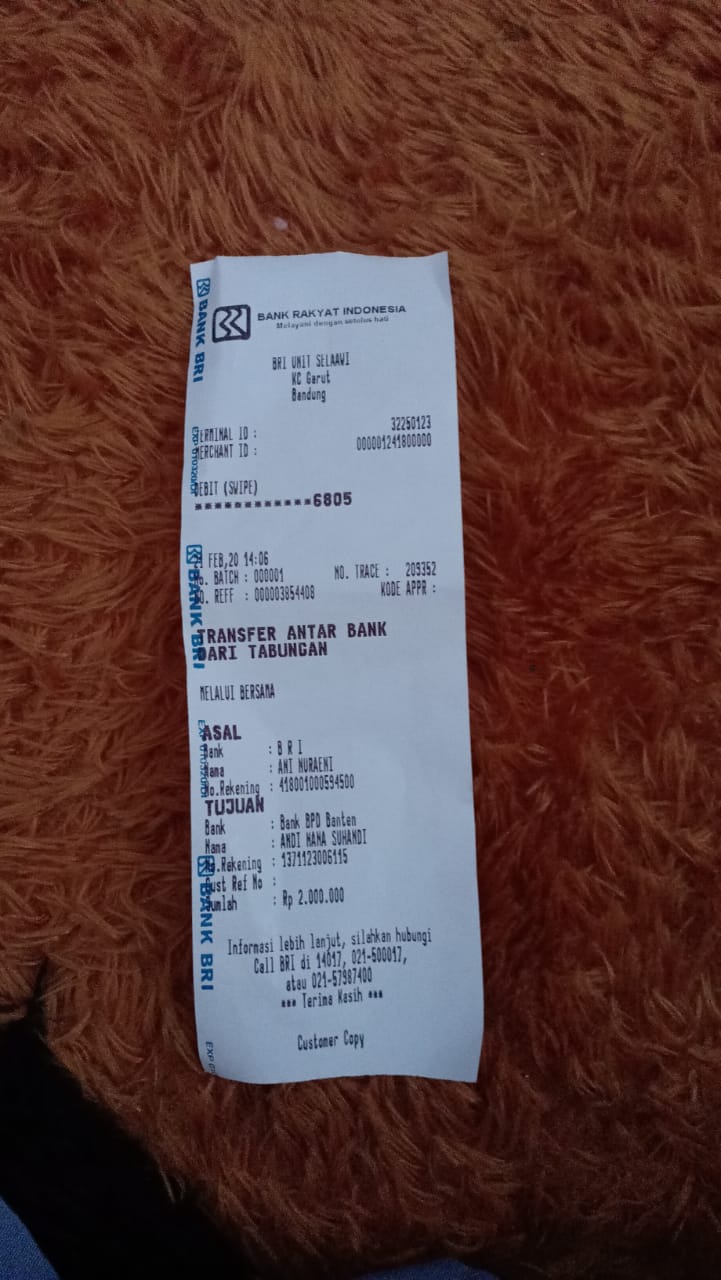 BANK RAKYAT INDONESIA
Melayani dengan setulus hati
BRI UNIT SELAAWI
KC Garut
Bandung
TERMINAL ID : 32250123
MERCHANT ID : 000001241800000
DEBIT (SWIPE)
************6805
FEB,20 14:06
No. BATCH : 000001 NO. TRACE : 205352
NO. REFF : 000003854408 KODE APPR :
TRANSFER ANTAR BANK
DARI TABUNGAN
MELALUI BERSAMA
ASAL
Bank : B R I
Nama : ANI NURAENI
No.Rekening : 418001000594500
TUJUAN
Bank : Bank BPD Banten
Nama : ANDI NANA SUHANDI
No.Rekening : 1371123006115
Cust Ref No :
Jumlah : Rp 2.000.000
Informasi lebih lanjut, silahkan hubungi
Call BRI di 14017, 021-500017,
atau 021-57987400
*** Terima Kasih ***
Customer Copy
BANK BRI
BANK BRI
BANK BRI